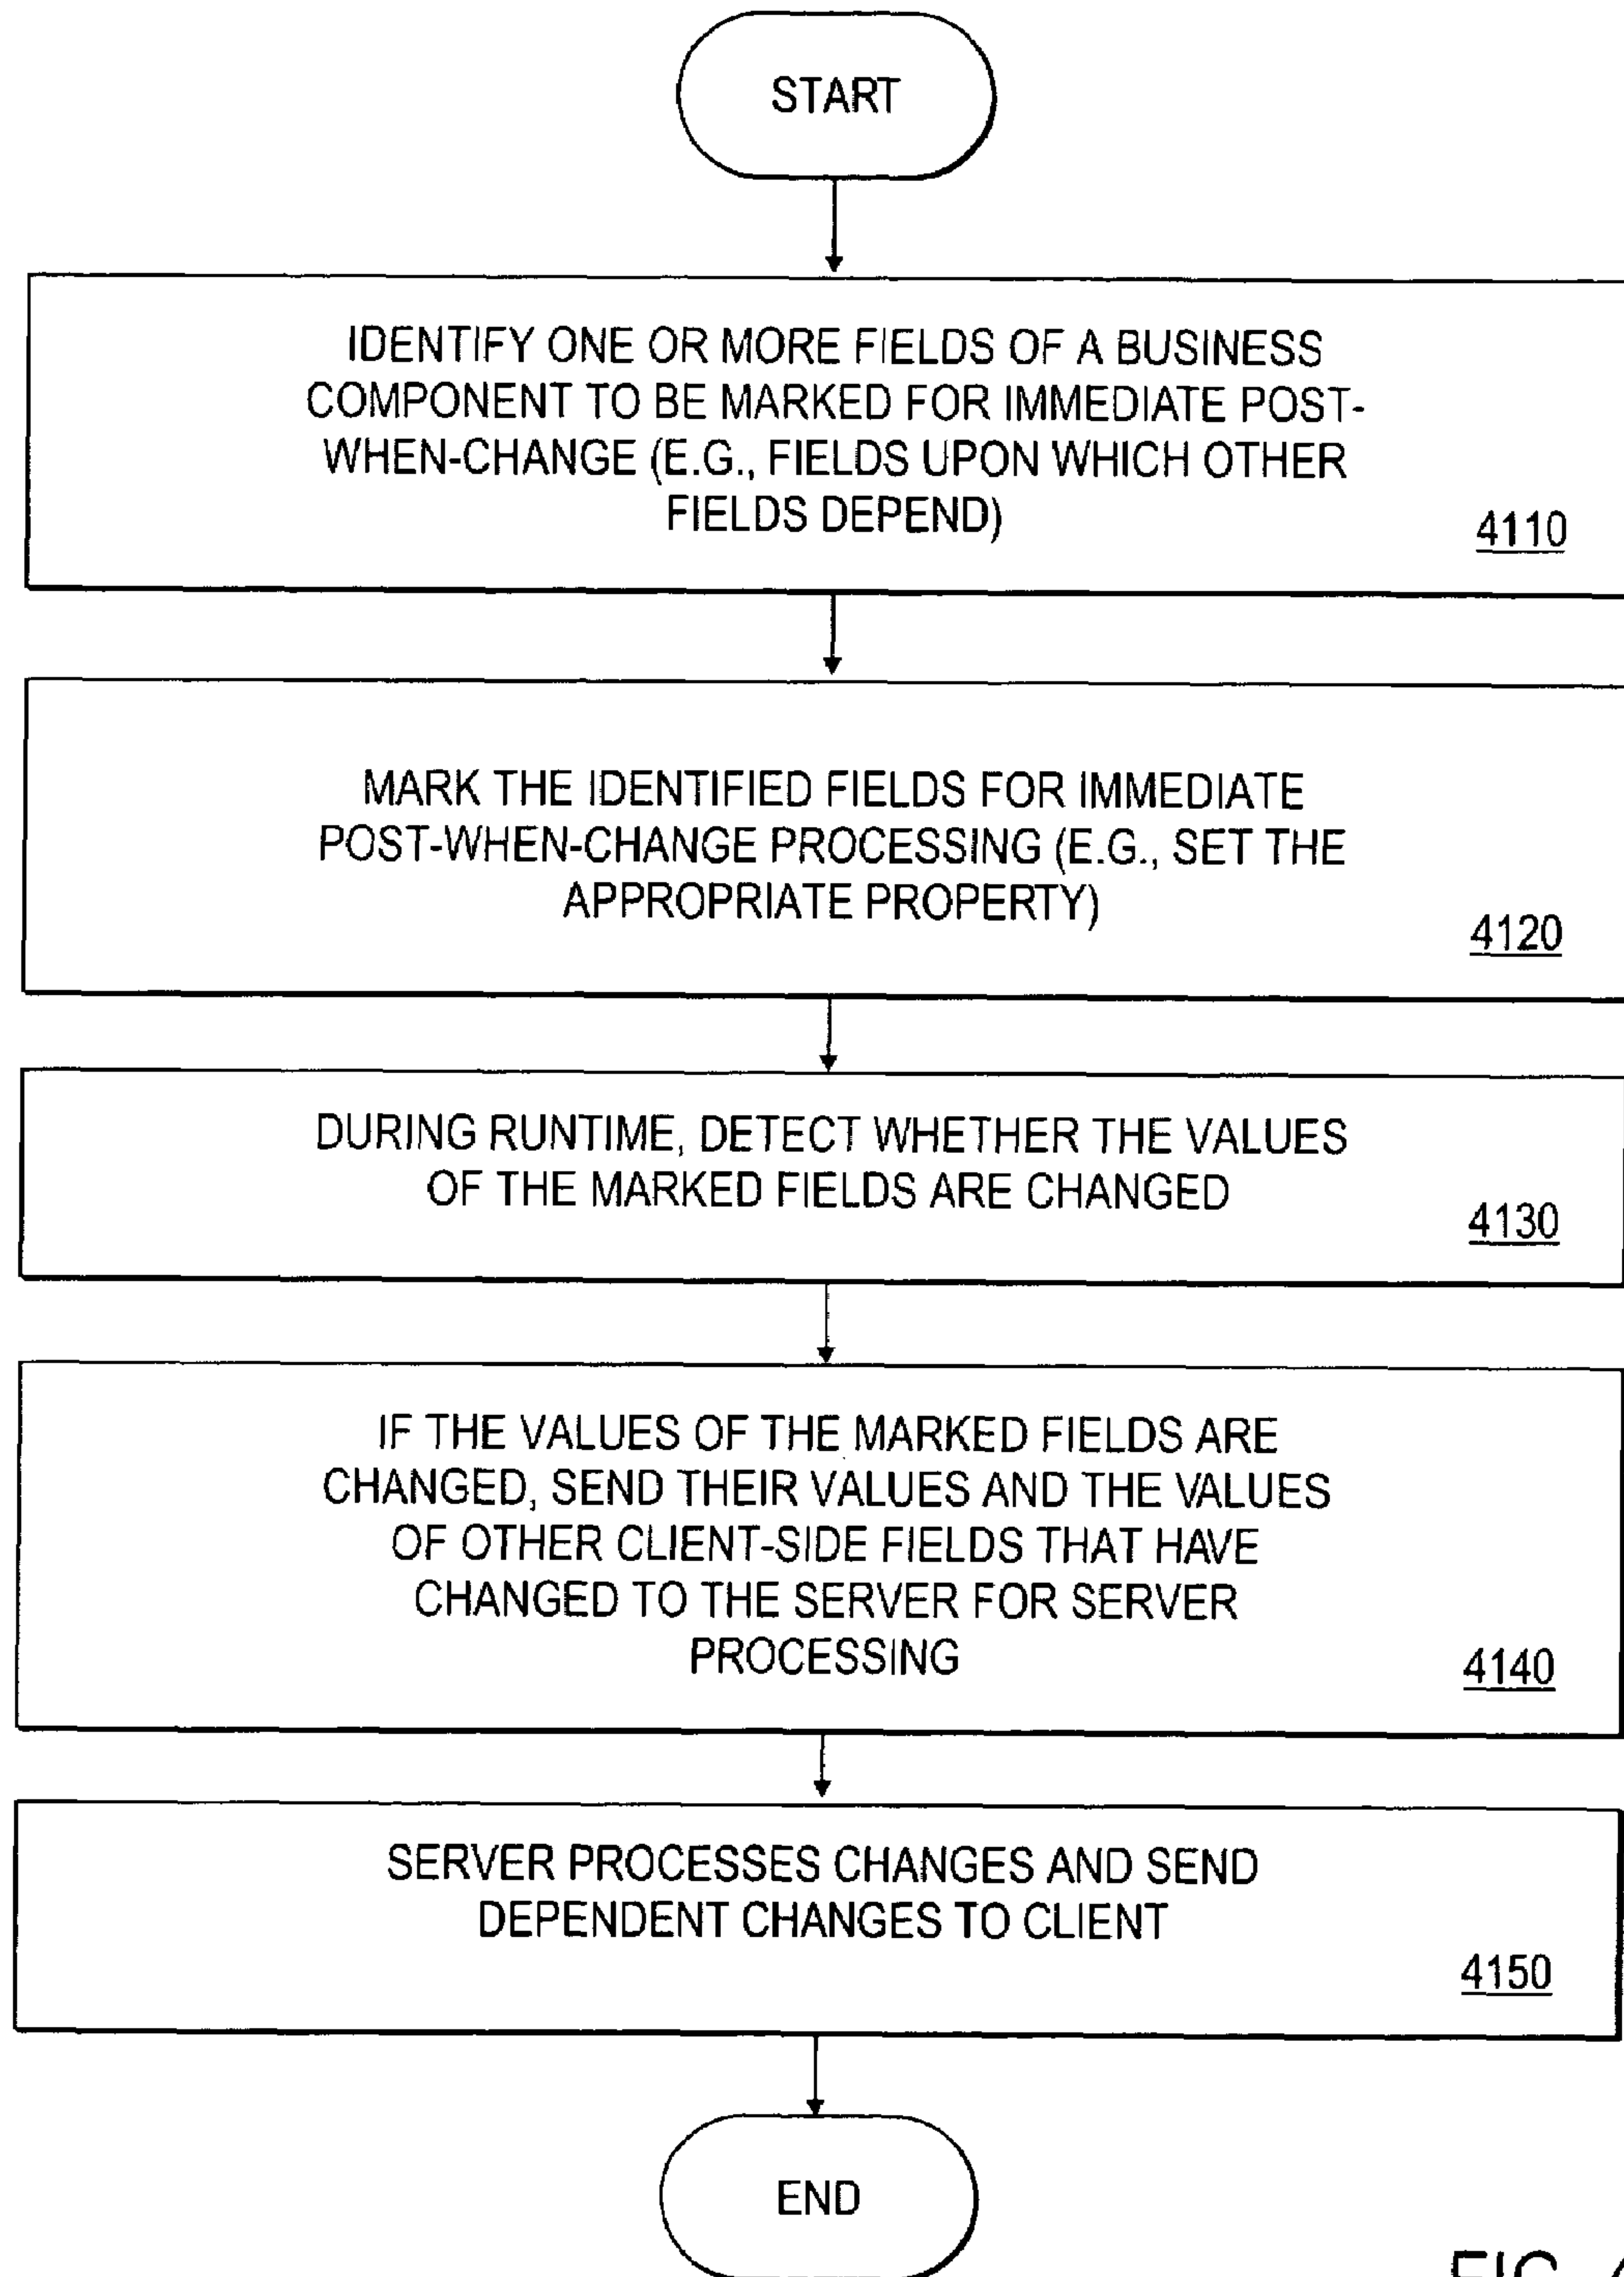 START
IDENTIFY ONE OR MORE FIELDS OF A BUSINESS
COMPONENT TO BE MARKED FOR IMMEDIATE POST-
WHEN-CHANGE (E.G., FIELDS UPON WHICH OTHER
FIELDS DEPEND)
4110
MARK THE IDENTIFIED FIELDS FOR IMMEDIATE
POST-WHEN-CHANGE PROCESSING (E.G., SET THE
APPROPRIATE PROPERTY)
4120
DURING RUNTIME, DETECT WHETHER THE VALUES
OF THE MARKED FIELDS ARE CHANGED
4130
IF THE VALUES OF THE MARKED FIELDS ARE
CHANGED, SEND THEIR VALUES AND THE VALUES
OF OTHER CLIENT-SIDE FIELDS THAT HAVE
CHANGED TO THE SERVER FOR SERVER
PROCESSING
4140
SERVER PROCESSES CHANGES AND SEND
DEPENDENT CHANGES TO CLIENT
4150
END
FIG.